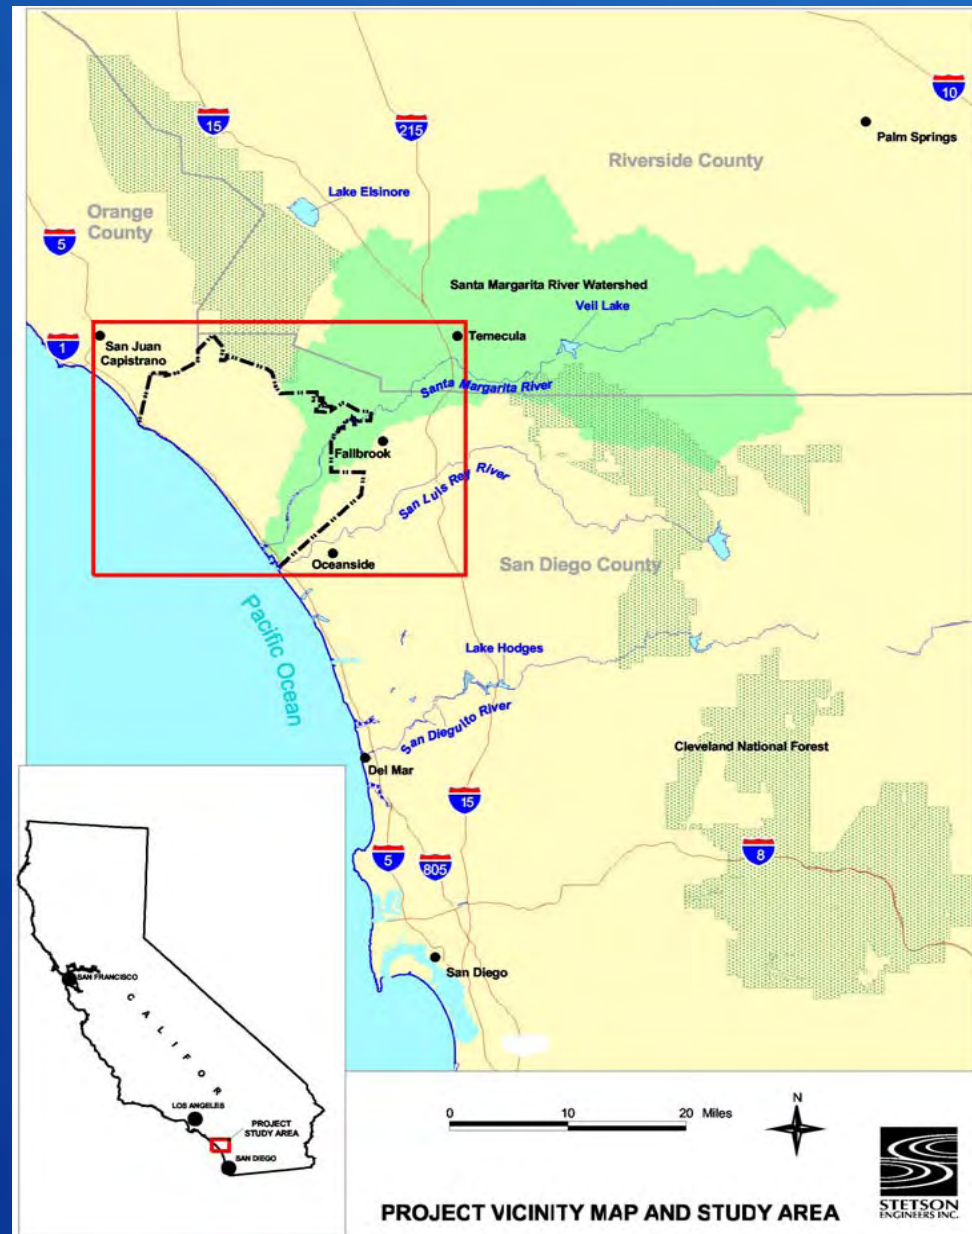 10
15
215
Palm Springs
Riverside County
Lake Elsinore
Orange
County
5
Santa Margarita River Watershed
Veil Lake
1
San Juan
Capistrano
Temecula
Santa Margarita River
Fallbrook
San Luis Rey River
Oceanside
San Diego County
Pacific Ocean
Lake Hodges
San Dieguito River
Cleveland National Forest
Del Mar
15
5
805
8
San Diego
SAN FRANCISCO
CALIFOR
LOS ANGELES
PROJECT
STUDY AREA
SAN DIEGO
0 10 20 Miles
N
PROJECT VICINITY MAP AND STUDY AREA
STETSON
ENGINEERS INC.